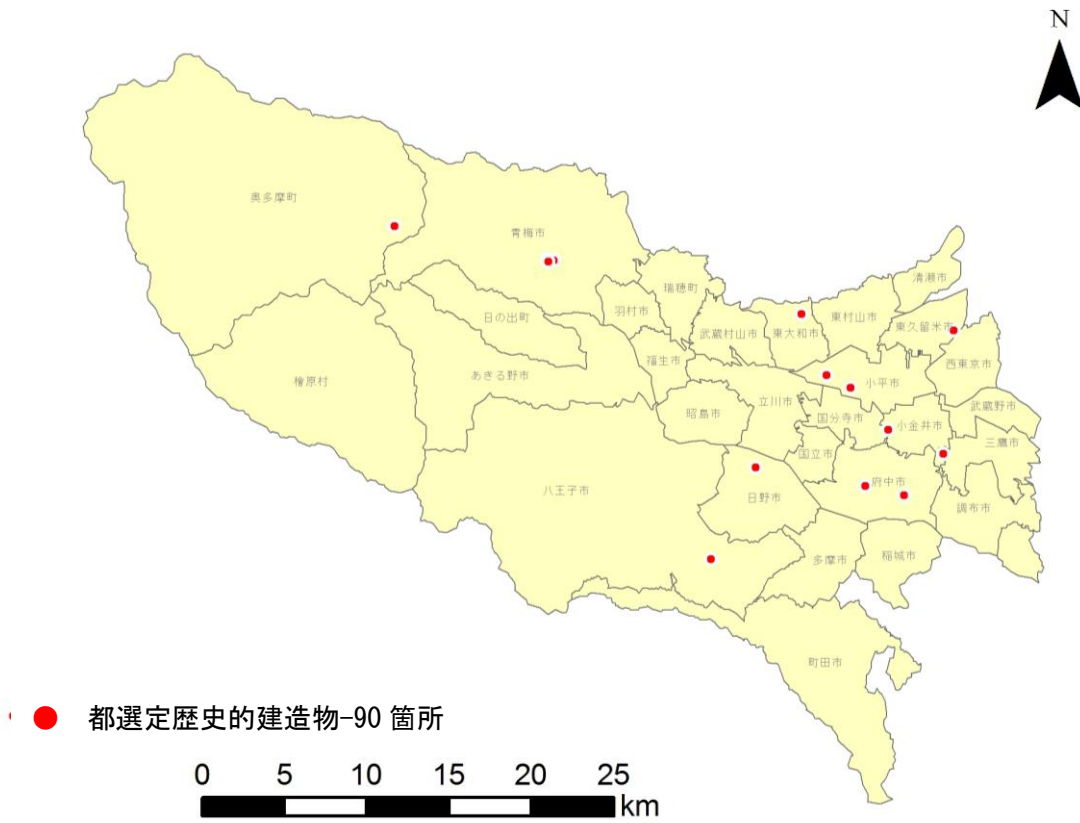 N
奥多摩町
青梅市
清瀬市
瑞穂町
羽村市
日の出町
武蔵村山市
東大和市
東村山市
東久留米市
西東京市
福生市
あきる野市
檜原村
小平市
昭島市
立川市
国分寺市
小金井市
武蔵野市
三鷹市
国立市
八王子市
日野市
府中市
調布市
多摩市
稲城市
町田市
都選定歴史的建造物-90 箇所
0 5 10 15 20 25
km